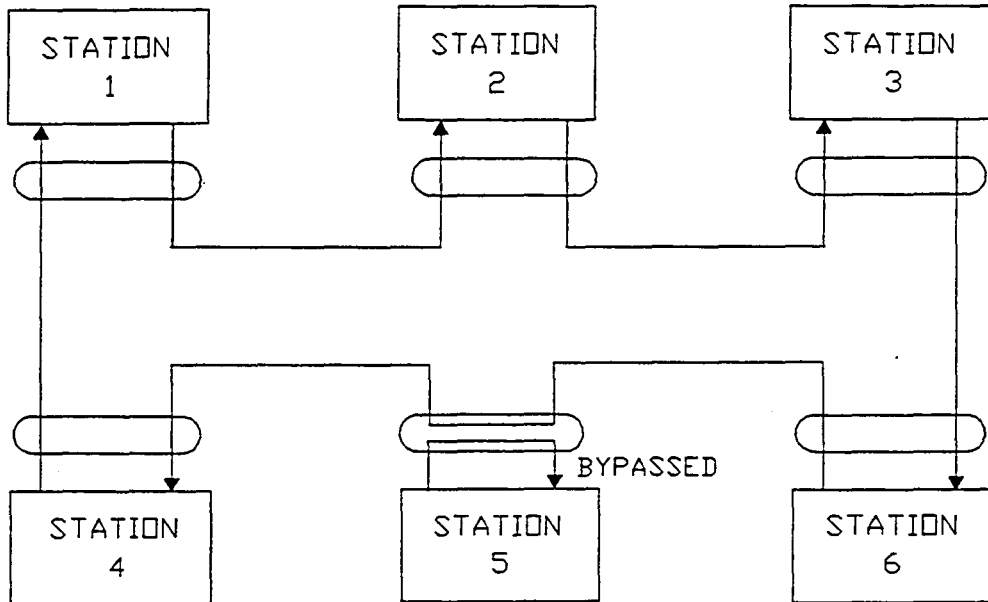 STATION
1
STATION
2
STATION
3
BYPASSED
STATION
4
STATION
5
STATION
6